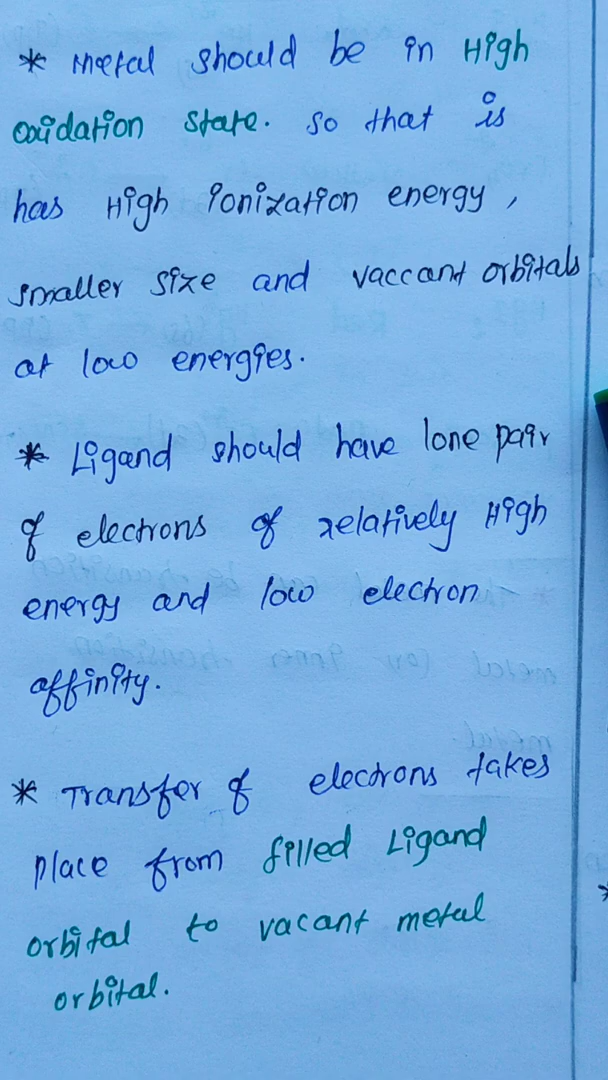 * Metal should be in High
oxidation state. so that is
has High ionization energy,
smaller size and vaccant orbitals
at low energies.
* Ligand should have lone pair
of electrons of relatively High
energy and low electron
affinity.
* Transfer of electrons takes
place from filled Ligand
orbital to vacant metal
orbital.